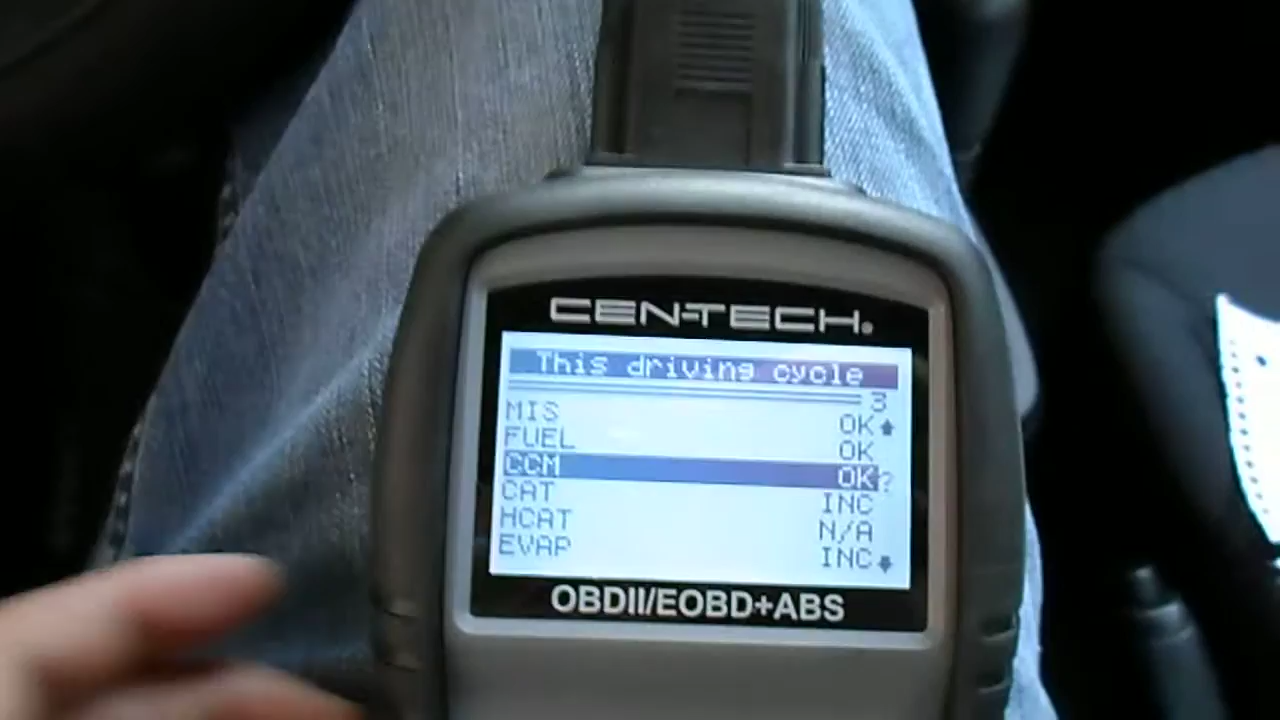 CEN-TECH®
This driving cycle
3
MIS OK
FUEL OK
CCM OK?
CAT INC
HCAT N/A
EVAP INC
OBDII/EOBD+ABS